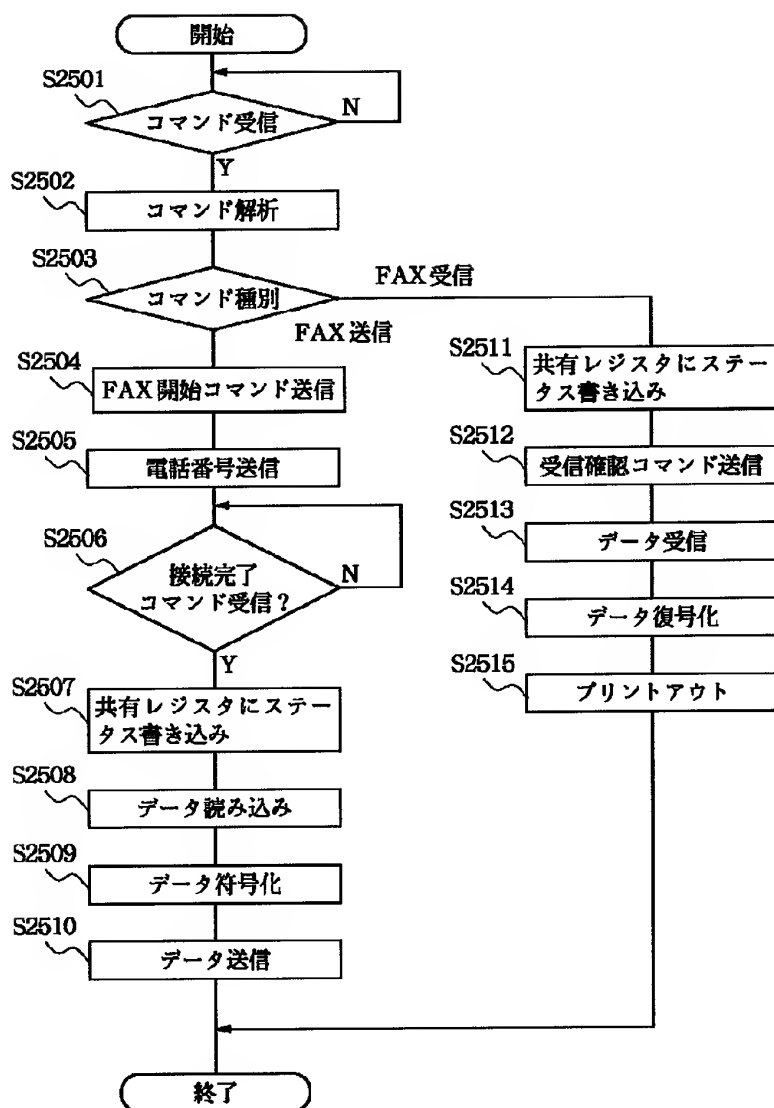 開始
S2501
コマンド受信
N
Y
S2502
コマンド解析
S2503
コマンド種別
FAX受信
FAX送信
S2504
FAX開始コマンド送信
S2505
電話番号送信
S2506
接続完了
コマンド受信?
N
Y
S2507
共有レジスタにステー
タス書き込み
S2508
データ読み込み
S2509
データ符号化
S2510
データ送信
S2511
共有レジスタにステー
タス書き込み
S2512
受信確認コマンド送信
S2513
データ受信
S2514
データ復号化
S2515
プリントアウト
終了